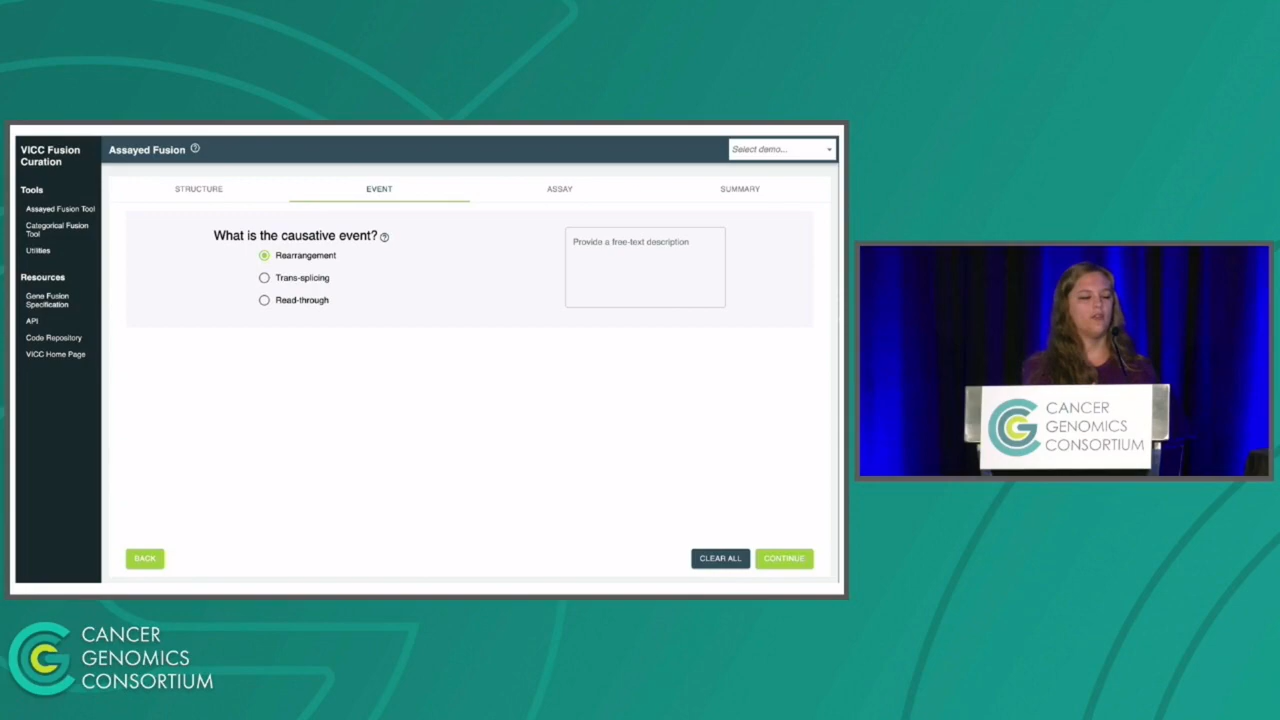 VICC Fusion
Curation
Tools
Assayed Fusion Tool
Categorical Fusion
Tool
Utilities
Resources
Gene Fusion
Specification
API
Code Repository
VICC Home Page
Assayed Fusion
Select demo...
STRUCTURE
EVENT
ASSAY
SUMMARY
What is the causative event?
Rearrangement
Trans-splicing
Read-through
Provide a free-text description
BACK
CLEAR ALL
CONTINUE
CANCER
GENOMICS
CONSORTIUM
CANCER
GENOMICS
CONSORTIUM